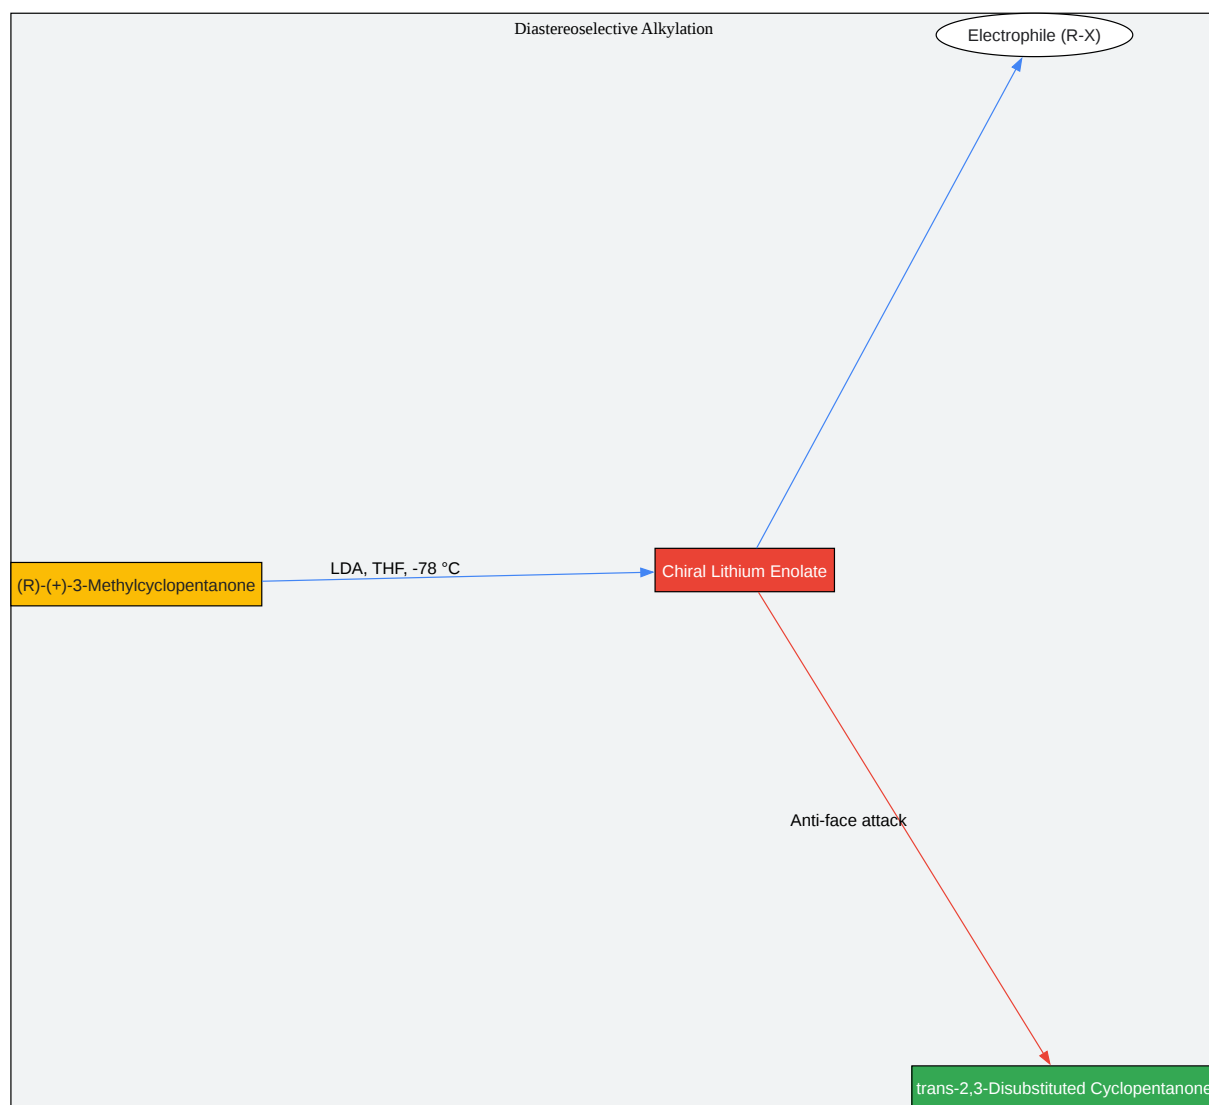 Diastereoselective Alkylation
Electrophile (R-X)
LDA, THF, -78 °C
Chiral Lithium Enolate
(R)-(+)-3-Methylcyclopentanone
Anti-face attack
trans-2,3-Disubstituted Cyclopentanone